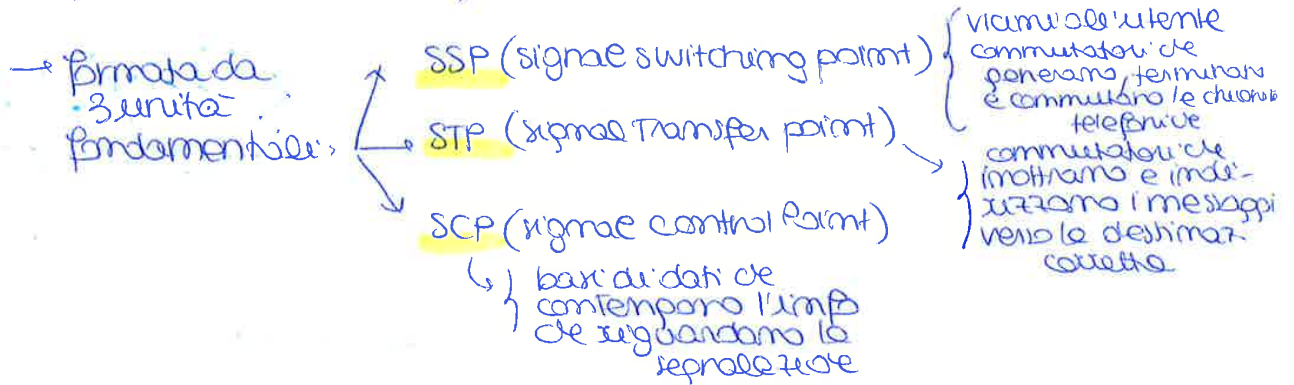 → formata da
3 unità
fondamentali:
SSP (signal switching point)
vicini all'utente
commutatori che
generano, terminano
e commutano le chiamate
telefoniche
STP (signal Transfer point)
commutatori che
inoltrano e indi-
rizzano i messaggi
verso la destinaz.
corretta
SCP (signal control Point)
basi di dati che
contengono l'info
che riguardano la
segnalazione